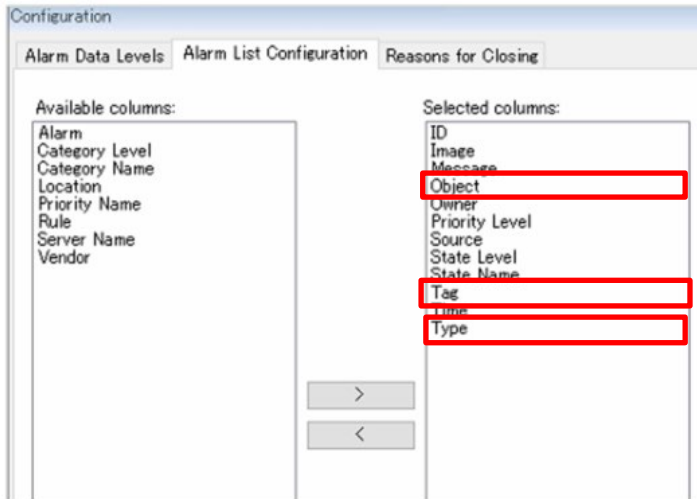 Configuration
Alarm Data Levels
Alarm List Configuration
Reasons for Closing
Available columns:
Alarm
Category Level
Category Name
Location
Priority Name
Rule
Server Name
Vendor
>
<
Selected columns:
ID
Image
Message
Object
Owner
Priority Level
Source
State Level
State Name
Tag
Time
Type